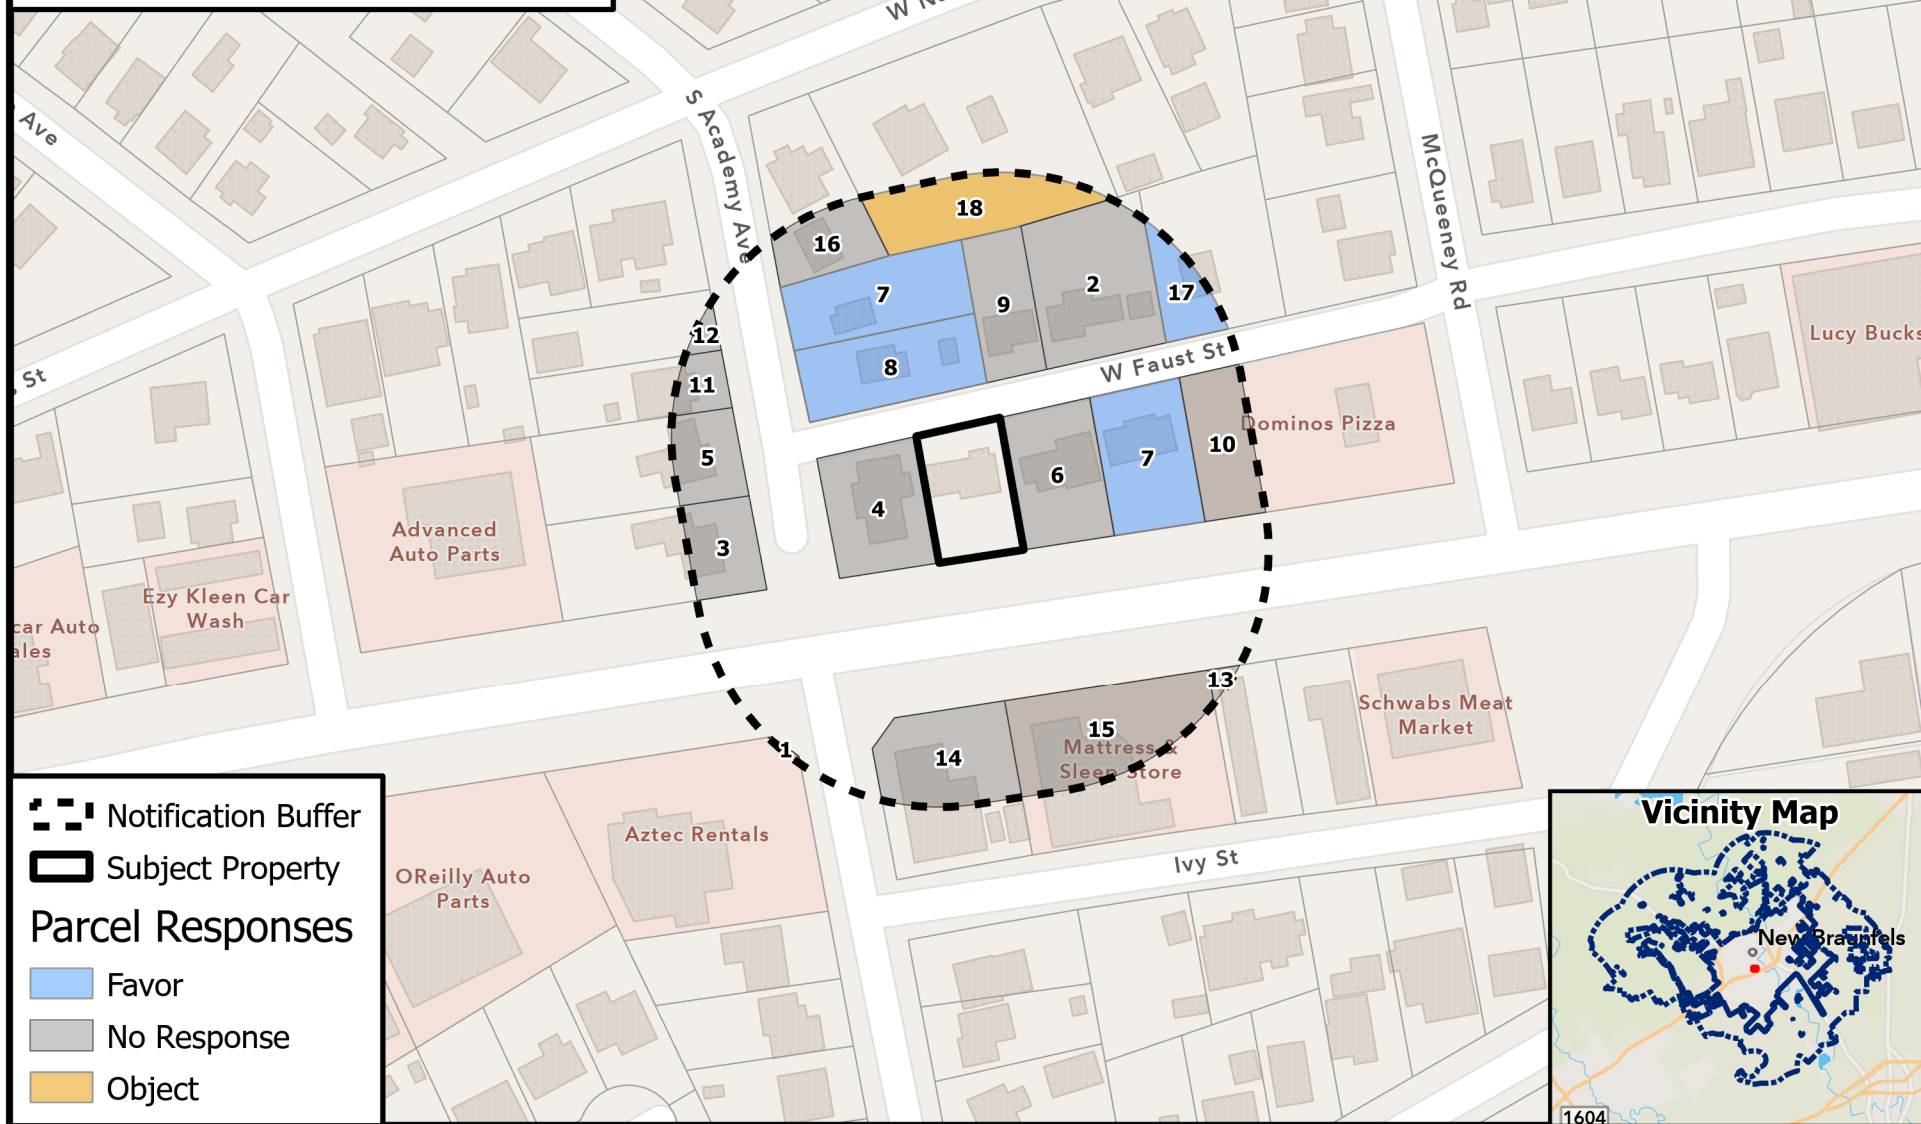 W
S Academy Ave
McQueeney Rd
Ave
18
16
7
2
17
9
12
8
11
St
W Faust St
Lucy Bucks
Dominos Pizza
10
7
6
5
4
3
Advanced
Auto Parts
Ezy Kleen Car
Wash
car Auto
ales
13
Schwabs Meat
Market
15
14
Mattress &
Sleep Store
1
Aztec Rentals
OReilly Auto
Parts
Ivy St
Notification Buffer
Subject Property
Parcel Responses
Favor
No Response
Object
Vicinity Map
New Braunfels
1604